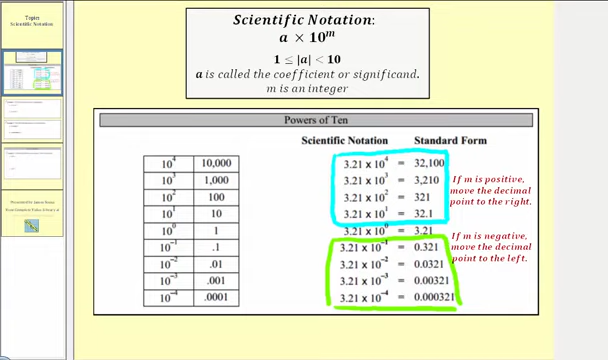 Topics
Scientific Notation
Scientific Notation:
a × 10^m
1 ≤ |a| < 10
a is called the coefficient or significand.
m is an integer
Powers of Ten
Scientific Notation Standard Form
10^4 10,000 3.21 x 10^4 = 32,100
10^3 1,000 3.21 x 10^3 = 3,210
10^2 100 3.21 x 10^2 = 321
10^1 10 3.21 x 10^1 = 32.1
10^0 1 3.21 x 10^0 = 3.21
10^-1 .1 3.21 x 10^-1 = 0.321
10^-2 .01 3.21 x 10^-2 = 0.0321
10^-3 .001 3.21 x 10^-3 = 0.00321
10^-4 .0001 3.21 x 10^-4 = 0.000321
If m is positive,
move the decimal
point to the right.
If m is negative,
move the decimal
point to the left.